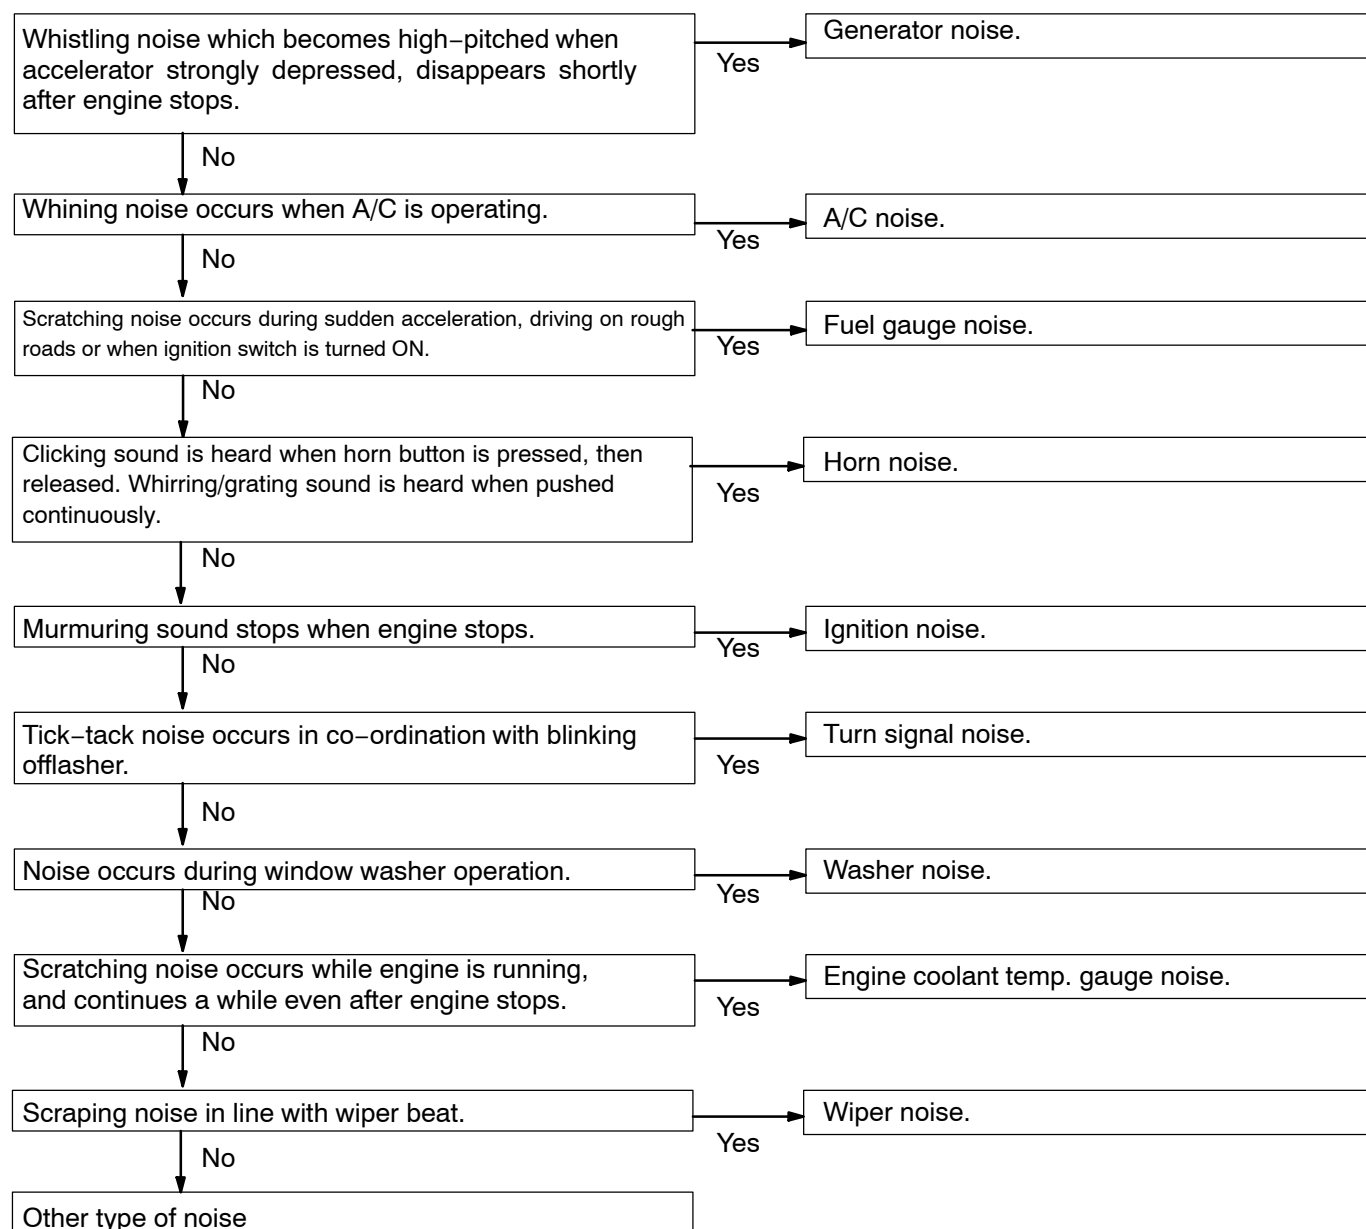 Whistling noise which becomes high−pitched when
accelerator strongly depressed, disappears shortly
after engine stops.
Yes
Generator noise.
No
Whining noise occurs when A/C is operating.
Yes
A/C noise.
No
Scratching noise occurs during sudden acceleration, driving on rough
roads or when ignition switch is turned ON.
Yes
Fuel gauge noise.
No
Clicking sound is heard when horn button is pressed, then
released. Whirring/grating sound is heard when pushed
continuously.
Yes
Horn noise.
No
Murmuring sound stops when engine stops.
Yes
Ignition noise.
No
Tick−tack noise occurs in co−ordination with blinking
offlasher.
Yes
Turn signal noise.
No
Noise occurs during window washer operation.
Yes
Washer noise.
No
Scratching noise occurs while engine is running,
and continues a while even after engine stops.
Yes
Engine coolant temp. gauge noise.
No
Scraping noise in line with wiper beat.
Yes
Wiper noise.
No
Other type of noise